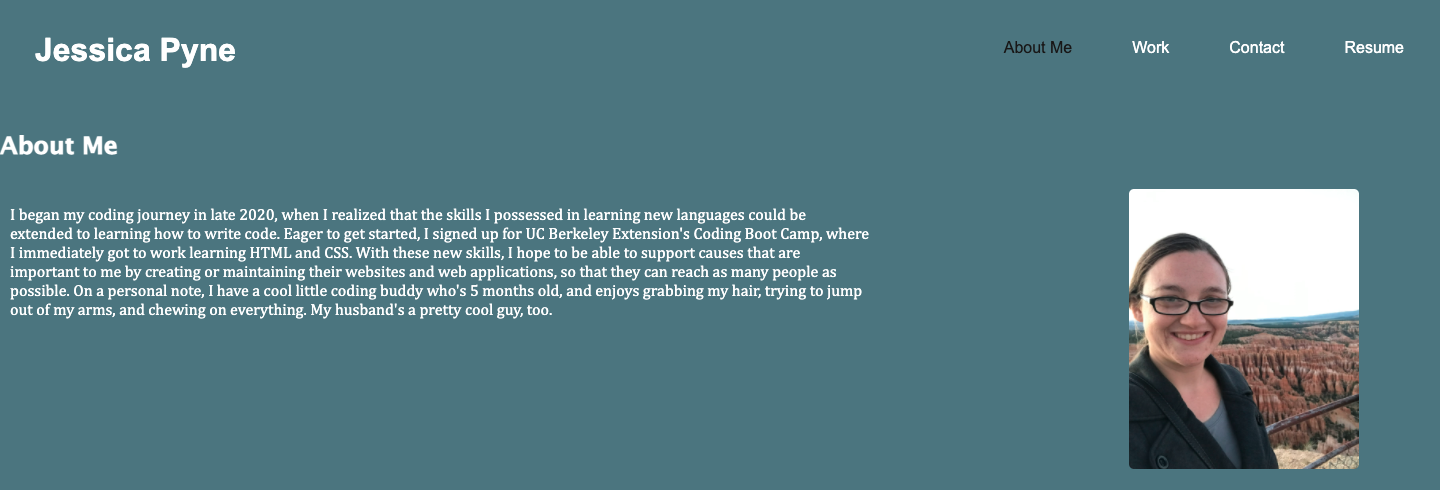 Jessica Pyne
About Me
Work
Contact
Resume
About Me
I began my coding journey in late 2020, when I realized that the skills I possessed in learning new languages could be
extended to learning how to write code. Eager to get started, I signed up for UC Berkeley Extension's Coding Boot Camp, where
I immediately got to work learning HTML and CSS. With these new skills, I hope to be able to support causes that are
important to me by creating or maintaining their websites and web applications, so that they can reach as many people as
possible. On a personal note, I have a cool little coding buddy who's 5 months old, and enjoys grabbing my hair, trying to jump
out of my arms, and chewing on everything. My husband's a pretty cool guy, too.